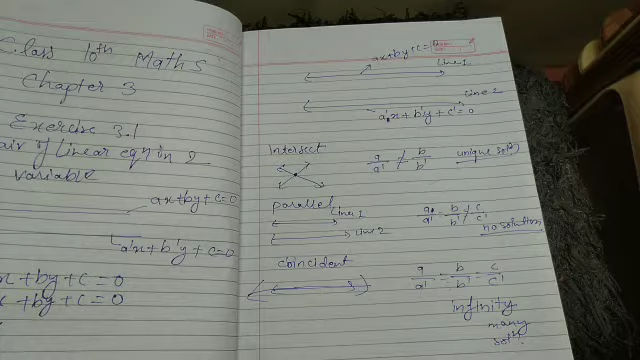 Class 10th Maths
Chapter 3
Exercise 3.1
air of linear eqn in 2
variable
ax+by+c=0
a'x+b'y+c=0
x+by+c=0
x+by+c=0
ax+by+c=0
Line 1
Line 2
a'x+b'y+c'=0
Intersect
a/a' ≠ b/b' unique soln
parallel
Line 1
Line 2
a/a' = b/b' ≠ c/c'
no solution
coincident
a/a' = b/b' = c/c'
infinity
many
soln.